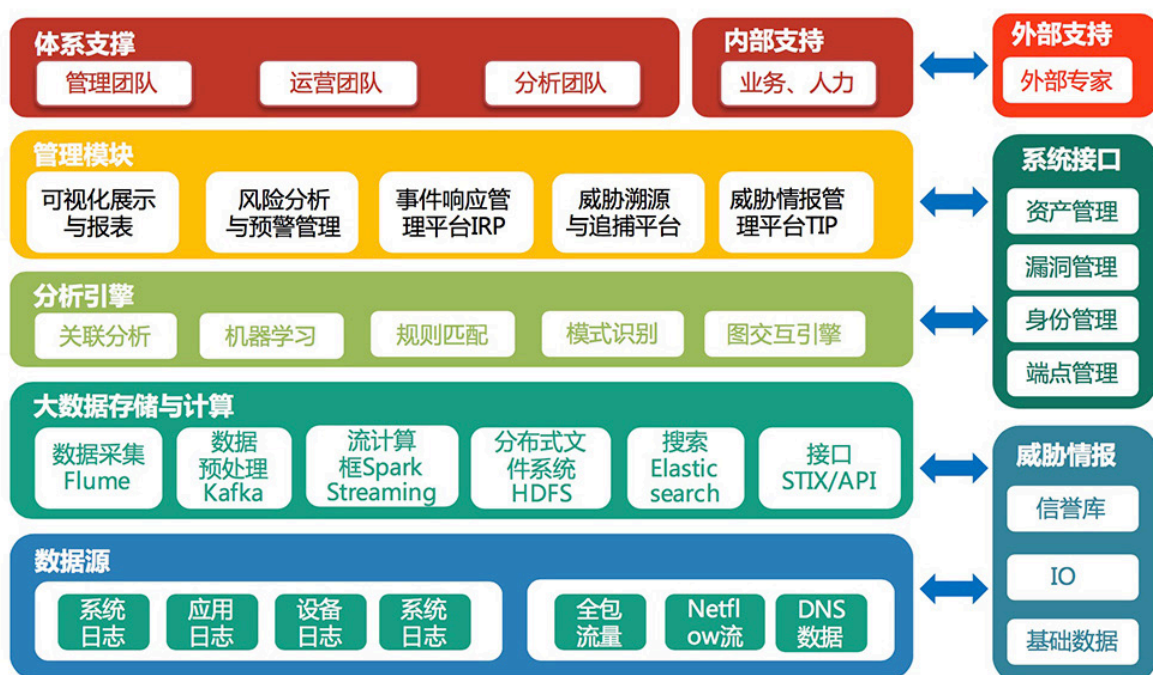 体系支撑
管理团队
运营团队
分析团队
内部支持
业务、人力
外部支持
外部专家
管理模块
可视化展示
与报表
风险分析
与预警管理
事件响应管
理平台IRP
威胁溯源
与追捕平台
威胁情报管
理平台TIP
系统接口
资产管理
漏洞管理
身份管理
端点管理
分析引擎
关联分析
机器学习
规则匹配
模式识别
图交互引擎
大数据存储与计算
数据采集
Flume
数据
预处理
Kafka
流计算
框Spark
Streaming
分布式文
件系统
HDFS
搜索
Elastic
search
接口
STIX/API
威胁情报
信誉库
IO
基础数据
数据源
系统
日志
应用
日志
设备
日志
系统
日志
全包
流量
Netfl
ow流
DNS
数据